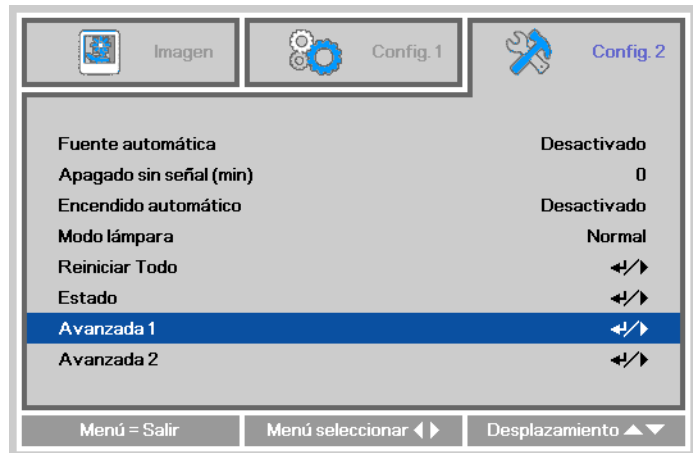 Imagen Config. 1 Config. 2
Fuente automática Desactivado
Apagado sin señal (min) 0
Encendido automático Desactivado
Modo lámpara Normal
Reiniciar Todo ↵/▶
Estado ↵/▶
Avanzada 1 ↵/▶
Avanzada 2 ↵/▶
Menú = Salir Menú seleccionar ◀ ▶ Desplazamiento ▲▼